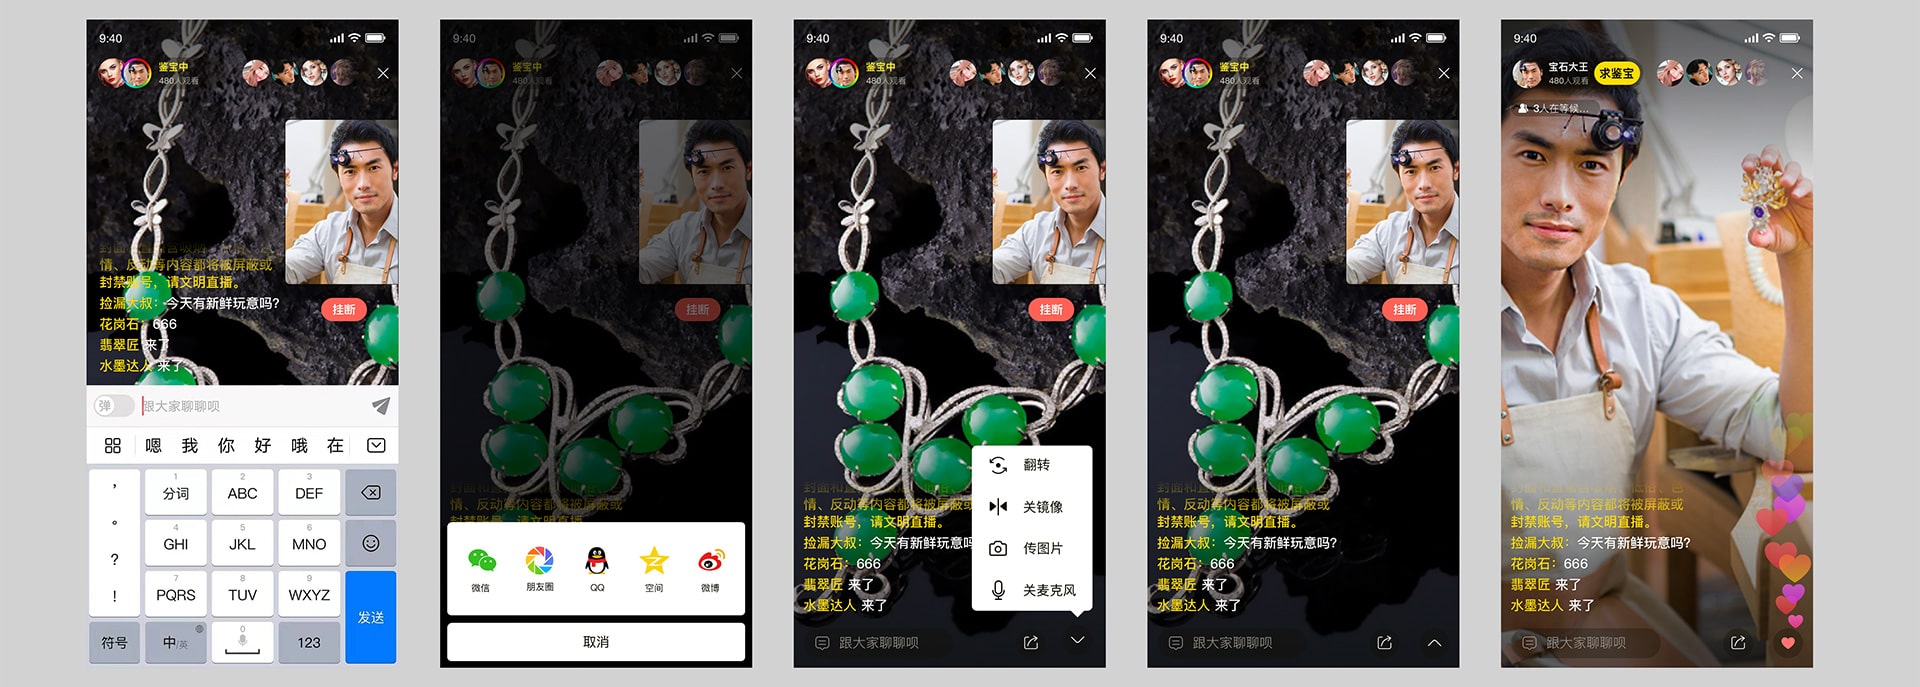 9:40
鉴宝中
480人观看
情、反动等内容都将被屏蔽或
封禁账号，请文明直播。
捡漏大叔：今天有新鲜玩意吗?
花岗石：666
翡翠匠 来了
水墨达人 来了
挂断
弹
跟大家聊聊呗
嗯 我 你 好 哦 在
，
。
?
!
1
分词
2
ABC
3
DEF
4
GHI
5
JKL
6
MNO
7
PQRS
8
TUV
9
WXYZ
发送
符号
中/英
0
123
9:40
鉴宝中
480人观看
挂断
情、反动等内容都将被屏蔽或
微信
朋友圈
QQ
空间
微博
取消
9:40
鉴宝中
480人观看
挂断
情、反动等内容都将被屏蔽或
封禁账号，请文明直播。
捡漏大叔：今天有新鲜玩意吗
花岗石：666
翡翠匠 来了
水墨达人 来了
翻转
关镜像
传图片
关麦克风
跟大家聊聊呗
9:40
鉴宝中
480人观看
挂断
情、反动等内容都将被屏蔽或
封禁账号，请文明直播。
捡漏大叔：今天有新鲜玩意吗?
花岗石：666
翡翠匠 来了
水墨达人 来了
跟大家聊聊呗
9:40
宝石大王
480人观看
求鉴宝
3人在等候...
情、反动等内容都将被屏蔽或
封禁账号，请文明直播。
捡漏大叔：今天有新鲜玩意吗?
花岗石：666
翡翠匠 来了
水墨达人 来了
跟大家聊聊呗